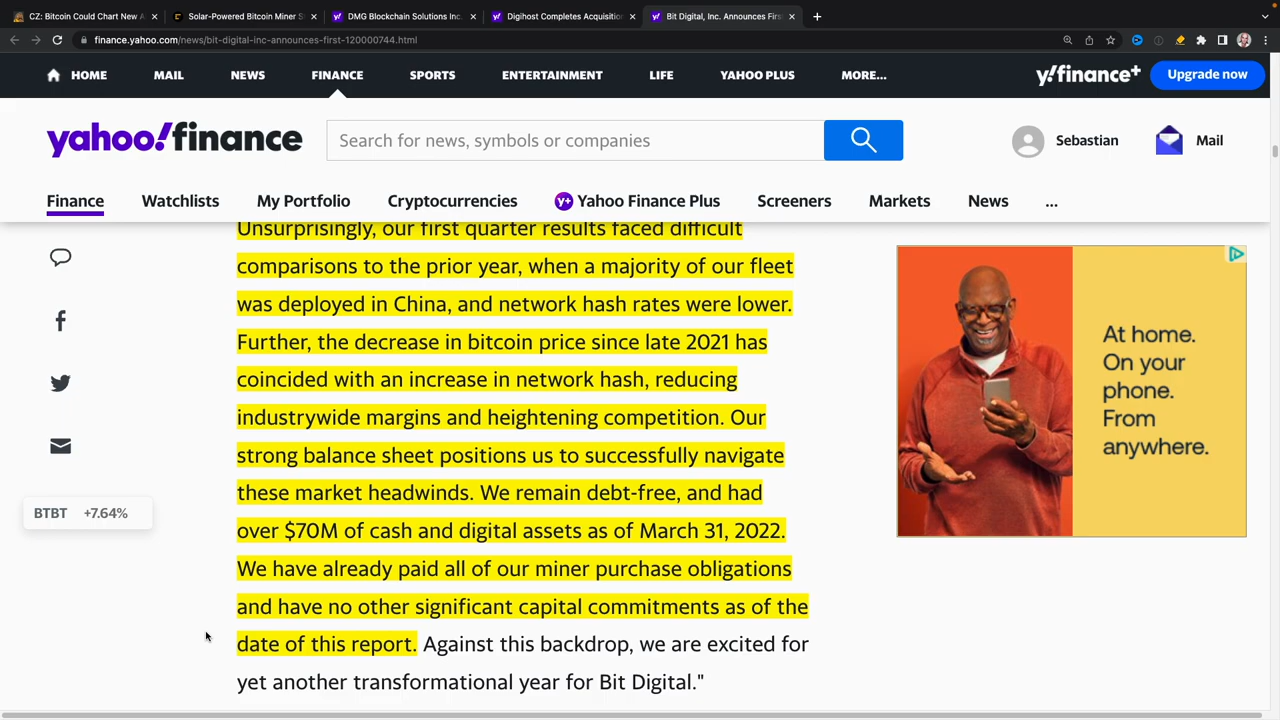 CZ: Bitcoin Could Chart New A
Solar-Powered Bitcoin Miner S
DMG Blockchain Solutions Inc.
Digihost Completes Acquisition
Bit Digital, Inc. Announces Firs
finance.yahoo.com/news/bit-digital-inc-announces-first-120000744.html
HOME MAIL NEWS FINANCE SPORTS ENTERTAINMENT LIFE YAHOO PLUS MORE...
y!finance+
Upgrade now
yahoo!finance
Search for news, symbols or companies
Sebastian
Mail
Finance Watchlists My Portfolio Cryptocurrencies y+ Yahoo Finance Plus Screeners Markets News ...
Unsurprisingly, our first quarter results faced difficult
comparisons to the prior year, when a majority of our fleet
was deployed in China, and network hash rates were lower.
Further, the decrease in bitcoin price since late 2021 has
coincided with an increase in network hash, reducing
industrywide margins and heightening competition. Our
strong balance sheet positions us to successfully navigate
these market headwinds. We remain debt-free, and had
over $70M of cash and digital assets as of March 31, 2022.
We have already paid all of our miner purchase obligations
and have no other significant capital commitments as of the
date of this report. Against this backdrop, we are excited for
yet another transformational year for Bit Digital."
BTBT +7.64%
At home.
On your
phone.
From
anywhere.